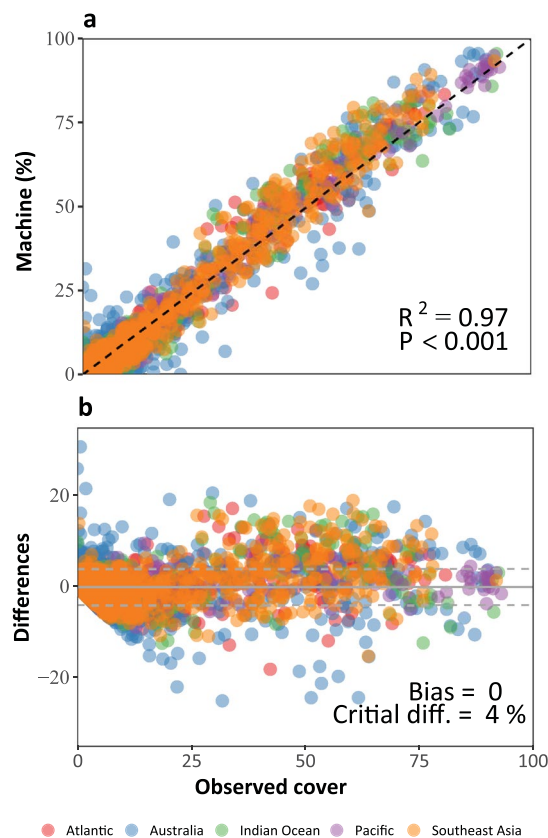 a
100
75
50
25
0
Machine (%)
R² = 0.97
P < 0.001
b
20
0
−20
Differences
Bias = 0
Critial diff. = 4 %
0 25 50 75 100
Observed cover
Atlantic Australia Indian Ocean Pacific Southeast Asia